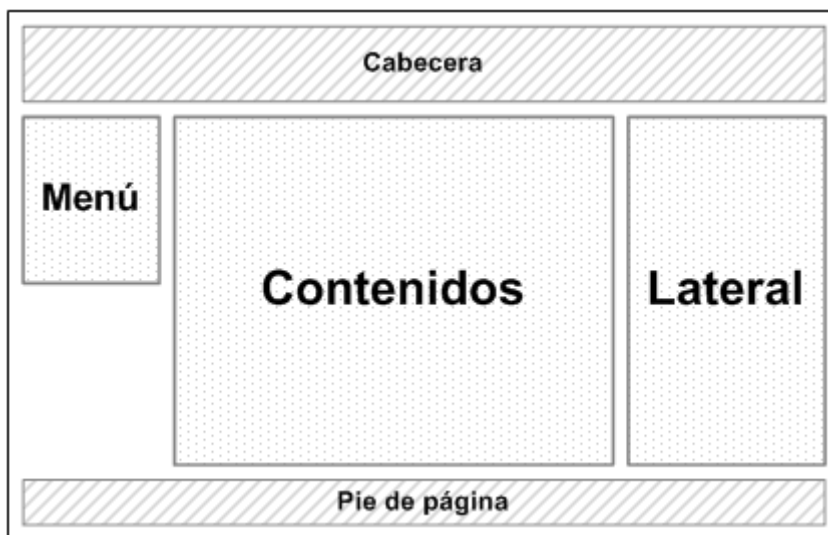 Cabecera
Menú
Contenidos
Lateral
Pie de página